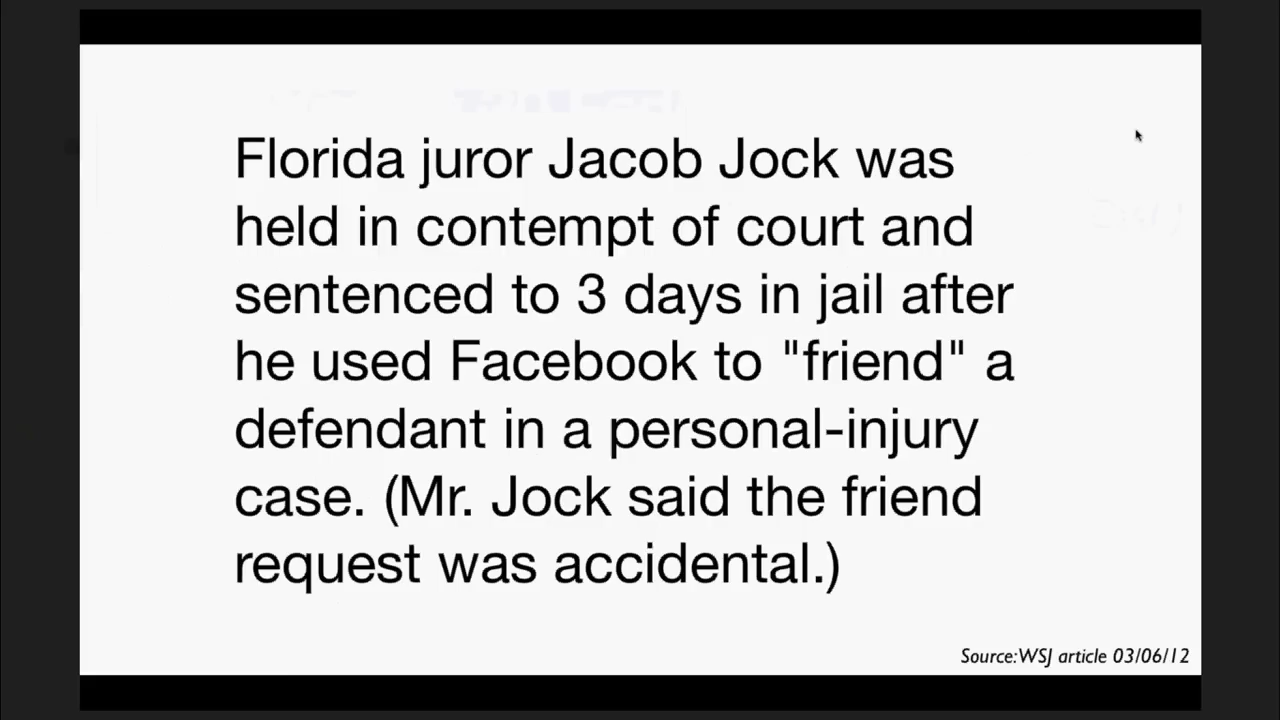 Florida juror Jacob Jock was
held in contempt of court and
sentenced to 3 days in jail after
he used Facebook to "friend" a
defendant in a personal-injury
case. (Mr. Jock said the friend
request was accidental.)
Source:WSJ article 03/06/12